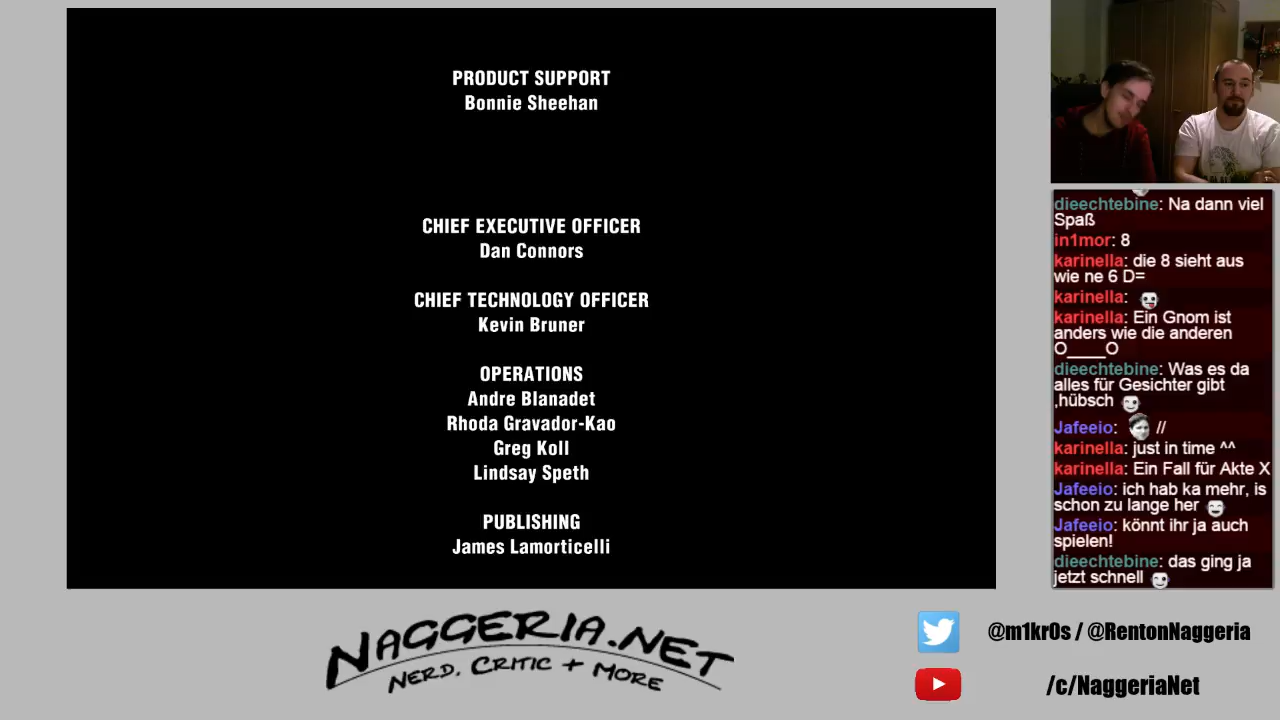 PRODUCT SUPPORT
Bonnie Sheehan
CHIEF EXECUTIVE OFFICER
Dan Connors
CHIEF TECHNOLOGY OFFICER
Kevin Bruner
OPERATIONS
Andre Blanadet
Rhoda Gravador-Kao
Greg Koll
Lindsay Speth
PUBLISHING
James Lamorticelli
dieechtebine: Na dann viel
Spaß
in1mor: 8
karinella: die 8 sieht aus
wie ne 6 D=
karinella:
karinella: Ein Gnom ist
anders wie die anderen
O____O
dieechtebine: Was es da
alles für Gesichter gibt
,hübsch
Jafeeio: //
karinella: just in time ^^
karinella: Ein Fall für Akte X
Jafeeio: ich hab ka mehr, is
schon zu lange her
Jafeeio: könnt ihr ja auch
spielen!
dieechtebine: das ging ja
jetzt schnell
NAGGERIA.NET
NERD, CRITIC + MORE
@m1kr0s / @RentonNaggeria
/c/NaggeriaNet